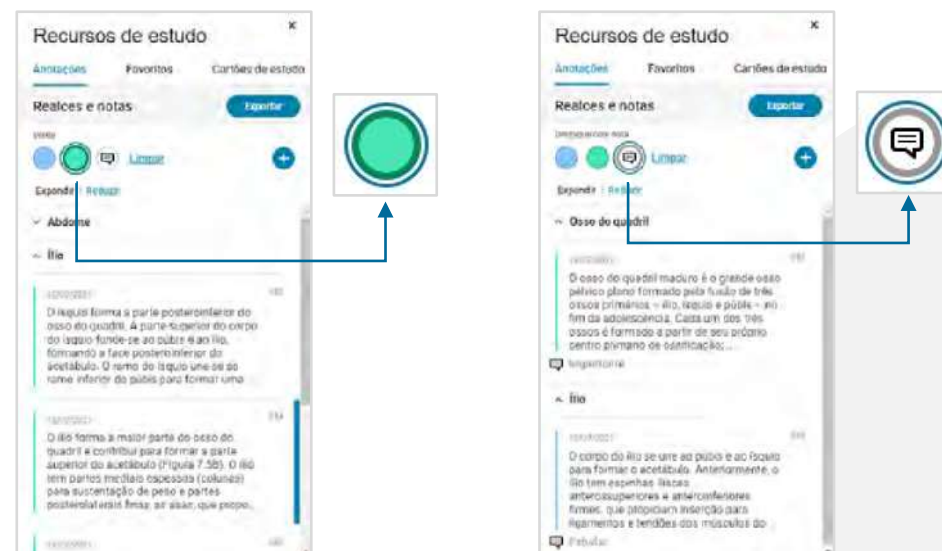 Recursos de estudo
×
Anotações Favoritos Cartões de estudo
Realces e notas Exportar
Limpar
+
Expandir | Reduzir
Abdome
Ílio
O ísquio forma a parte posteroinferior do
osso do quadril. A parte superior do corpo
do ísquio funde-se ao púbis e ao ílio,
formando a face posteroinferior do
acetábulo. O ramo do ísquio une-se ao
ramo inferior do púbis para formar uma
O ílio forma a maior parte do osso do
quadril e contribui para formar a parte
superior do acetábulo (Figura 7.5B). O ílio
tem partes mediais espessas (colunas)
para sustentação de peso e partes
posterolaterais finas, as asas, que propo...
Recursos de estudo
×
Anotações Favoritos Cartões de estudo
Realces e notas Exportar
Limpar
+
Expandir | Reduzir
Osso do quadril
O osso do quadril maduro é o grande osso
pélvico plano formado pela fusão de três
ossos primários – ílio, ísquio e púbis – no
fim da adolescência. Cada um dos três
ossos é formado a partir de seu próprio
centro primário de ossificação;...
Importante
Ílio
O corpo do ílio se une ao púbis e ao ísquio
para formar o acetábulo. Anteriormente, o
ílio tem espinhas ilíacas
anterossuperiores e anteroinferiores
firmes, que propiciam inserção para
ligamentos e tendões dos músculos do
Estudar